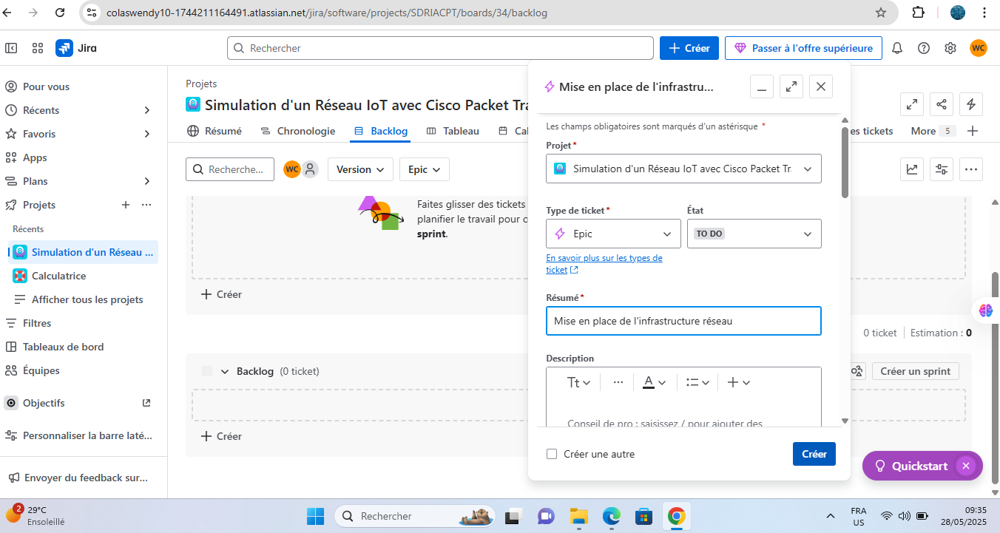 colaswendy10-1744211164491.atlassian.net/jira/software/projects/SDRIACPT/boards/34/backlog
Jira
Rechercher
Créer
Passer à l'offre supérieure
WC
Pour vous
Récents
Favoris
Apps
Plans
Projets
Récents
Simulation d'un Réseau ...
Calculatrice
Afficher tous les projets
Filtres
Tableaux de bord
Équipes
Objectifs
Personnaliser la barre laté...
Envoyer du feedback sur...
Projets
Simulation d'un Réseau IoT avec Cisco Packet Tra
Résumé
Chronologie
Backlog
Tableau
Cal
es tickets
More 5
Recherche...
WC
Version
Epic
Faites glisser des tickets
planifier le travail pour c
sprint.
Créer
0 ticket
Estimation : 0
Backlog (0 ticket)
Créer un sprint
Créer
Mise en place de l'infrastru...
Les champs obligatoires sont marqués d'un astérisque *
Projet*
Simulation d'un Réseau IoT avec Cisco Packet Tr
Type de ticket*
État
Epic
TO DO
En savoir plus sur les types de
ticket
Résumé*
Mise en place de l'infrastructure réseau
Description
Tt
A
Conseil de pro : saisissez / pour ajouter des
Créer une autre
Créer
Quickstart
2
29°C
Ensoleillé
Rechercher
FRA
US
09:35
28/05/2025